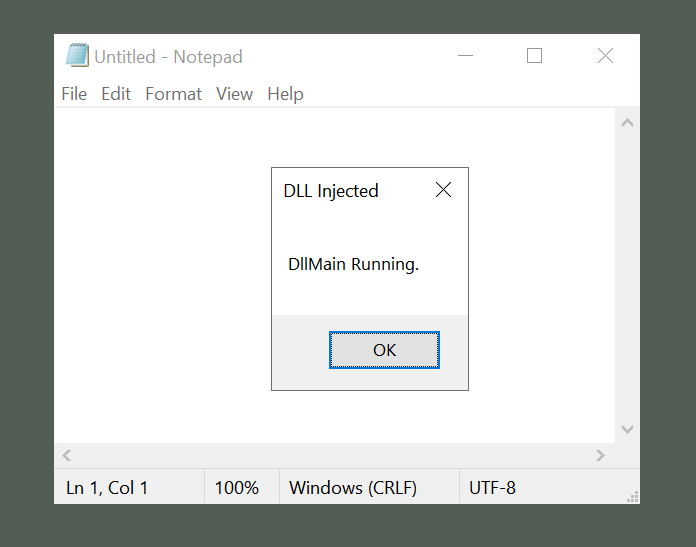 Untitled - Notepad
File Edit Format View Help
DLL Injected
DllMain Running.
OK
Ln 1, Col 1 100% Windows (CRLF) UTF-8